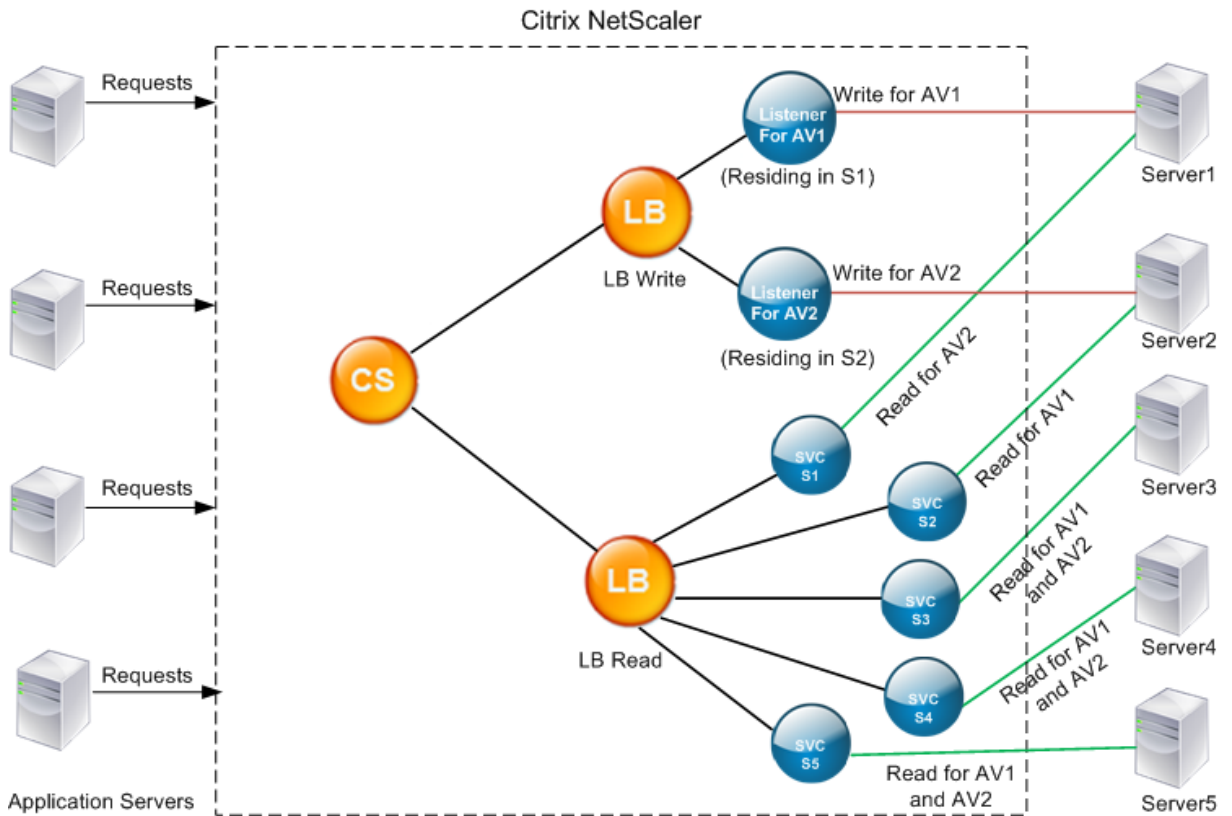 Citrix NetScaler
Requests
Requests
Requests
Requests
Application Servers
CS
LB
LB Write
LB
LB Read
Listener
For AV1
(Residing in S1)
Listener
For AV2
(Residing in S2)
SVC
S1
SVC
S2
SVC
S3
SVC
S4
SVC
S5
Write for AV1
Write for AV2
Read for AV2
Read for AV1
Read for AV1
and AV2
Read for AV1
and AV2
Read for AV1
and AV2
Server1
Server2
Server3
Server4
Server5